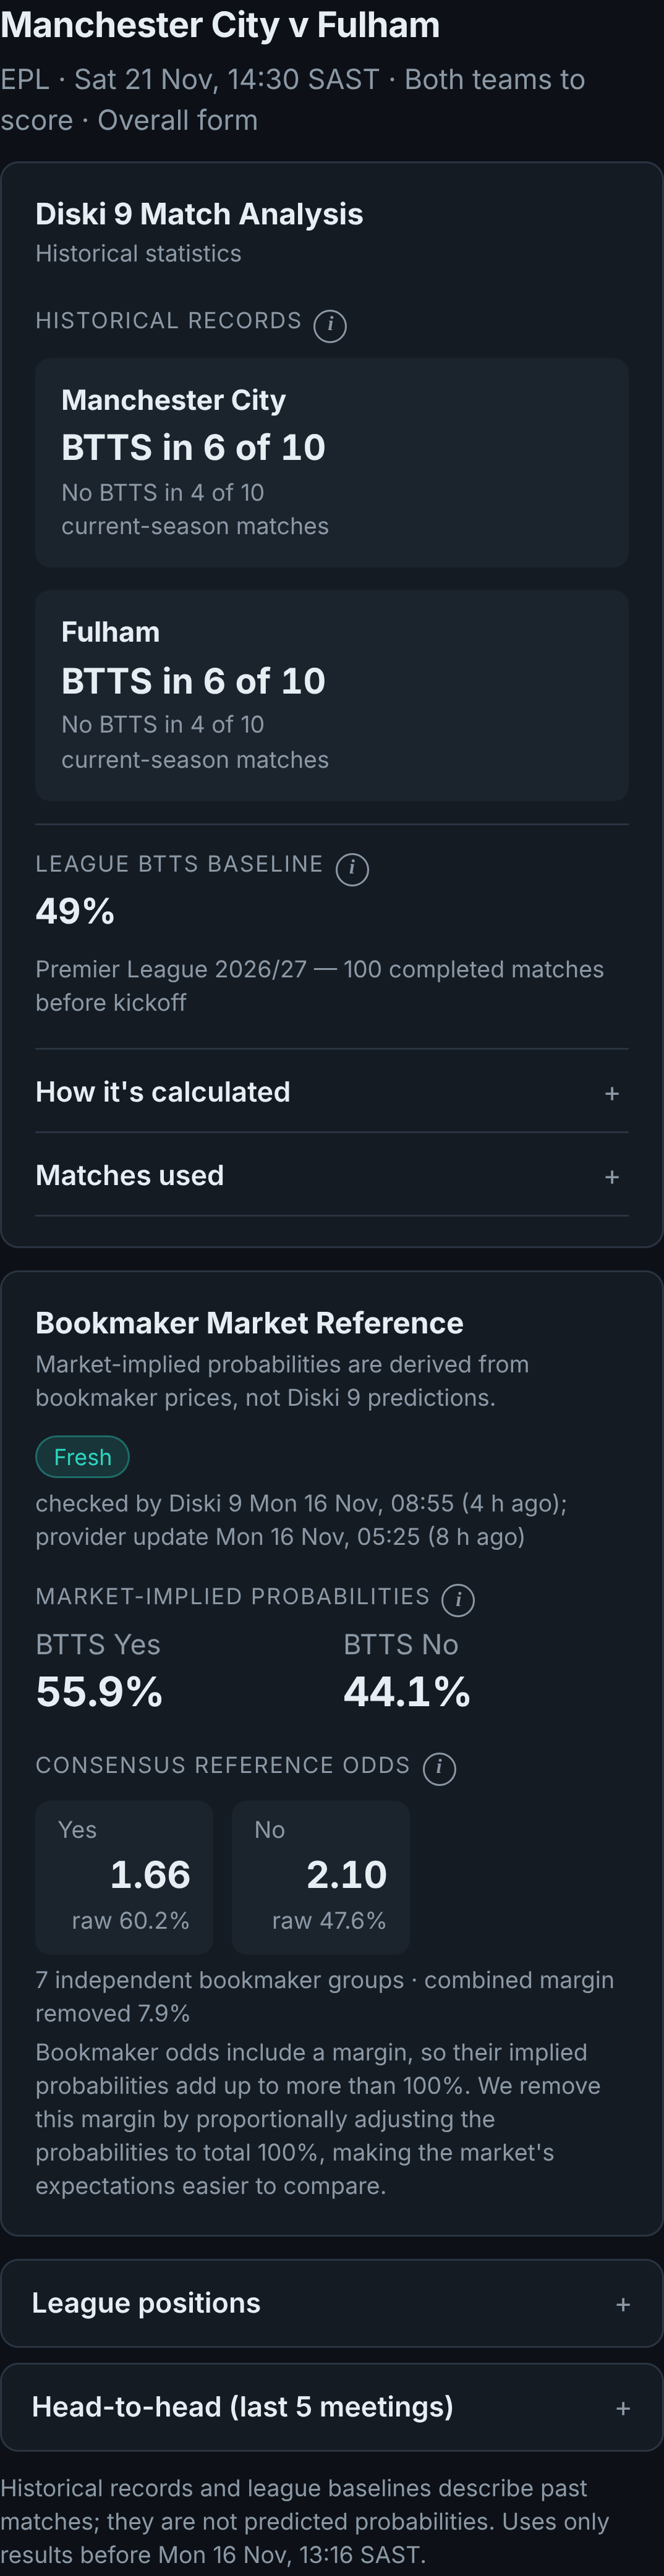 Manchester City v Fulham
EPL · Sat 21 Nov, 14:30 SAST · Both teams to
score · Overall form
Diski 9 Match Analysis
Historical statistics
HISTORICAL RECORDS i
Manchester City
BTTS in 6 of 10
No BTTS in 4 of 10
current-season matches
Fulham
BTTS in 6 of 10
No BTTS in 4 of 10
current-season matches
LEAGUE BTTS BASELINE i
49%
Premier League 2026/27 — 100 completed matches
before kickoff
How it's calculated +
Matches used +
Bookmaker Market Reference
Market-implied probabilities are derived from
bookmaker prices, not Diski 9 predictions.
Fresh
checked by Diski 9 Mon 16 Nov, 08:55 (4 h ago);
provider update Mon 16 Nov, 05:25 (8 h ago)
MARKET-IMPLIED PROBABILITIES i
BTTS Yes BTTS No
55.9% 44.1%
CONSENSUS REFERENCE ODDS i
Yes No
1.66 2.10
raw 60.2% raw 47.6%
7 independent bookmaker groups · combined margin
removed 7.9%
Bookmaker odds include a margin, so their implied
probabilities add up to more than 100%. We remove
this margin by proportionally adjusting the
probabilities to total 100%, making the market's
expectations easier to compare.
League positions +
Head-to-head (last 5 meetings) +
Historical records and league baselines describe past
matches; they are not predicted probabilities. Uses only
results before Mon 16 Nov, 13:16 SAST.